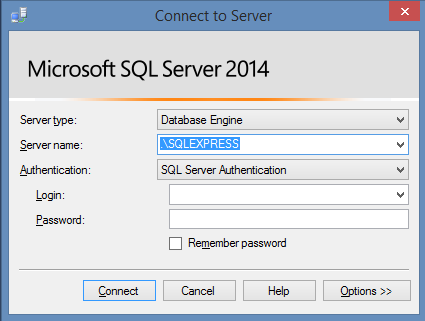 Connect to Server
Microsoft SQL Server 2014
Server type: Database Engine
Server name: .\SQLEXPRESS
Authentication: SQL Server Authentication
Login:
Password:
Remember password
Connect Cancel Help Options >>